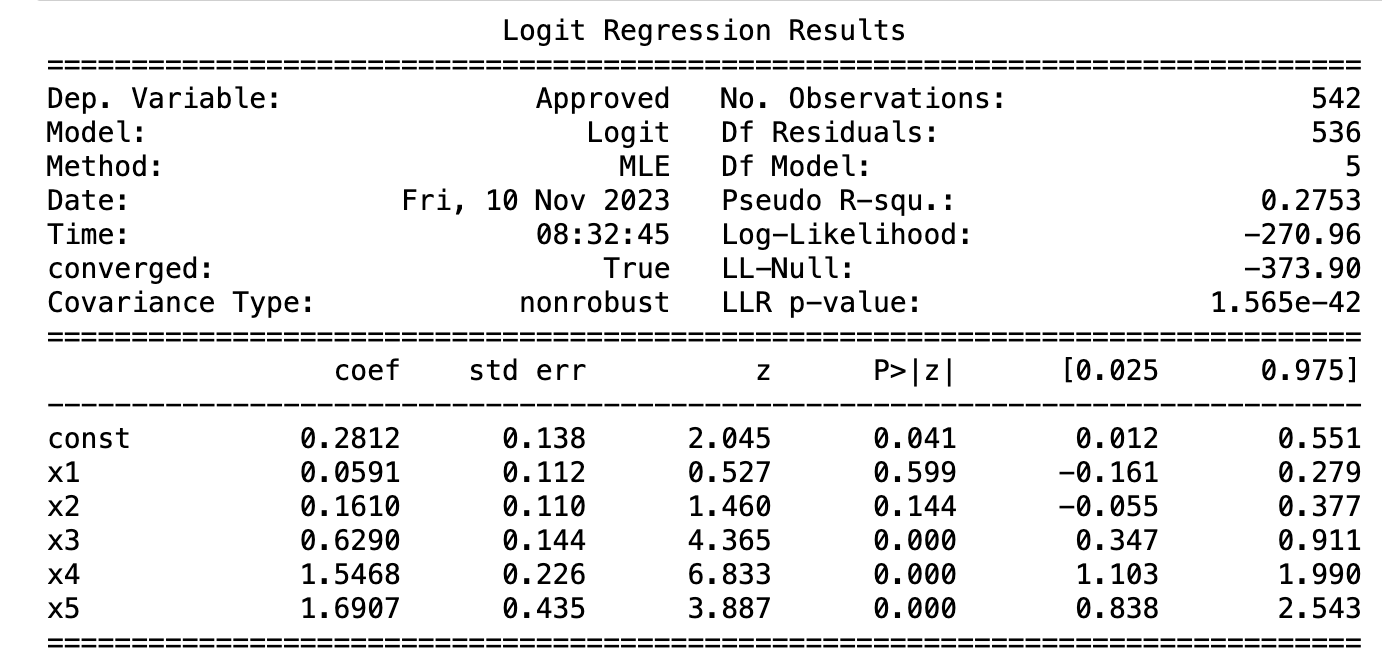 Logit Regression Results
==============================================================================
Dep. Variable: Approved No. Observations: 542
Model: Logit Df Residuals: 536
Method: MLE Df Model: 5
Date: Fri, 10 Nov 2023 Pseudo R-squ.: 0.2753
Time: 08:32:45 Log-Likelihood: -270.96
converged: True LL-Null: -373.90
Covariance Type: nonrobust LLR p-value: 1.565e-42
==============================================================================
coef std err z P>|z| [0.025 0.975]
------------------------------------------------------------------------------
const 0.2812 0.138 2.045 0.041 0.012 0.551
x1 0.0591 0.112 0.527 0.599 -0.161 0.279
x2 0.1610 0.110 1.460 0.144 -0.055 0.377
x3 0.6290 0.144 4.365 0.000 0.347 0.911
x4 1.5468 0.226 6.833 0.000 1.103 1.990
x5 1.6907 0.435 3.887 0.000 0.838 2.543
==============================================================================